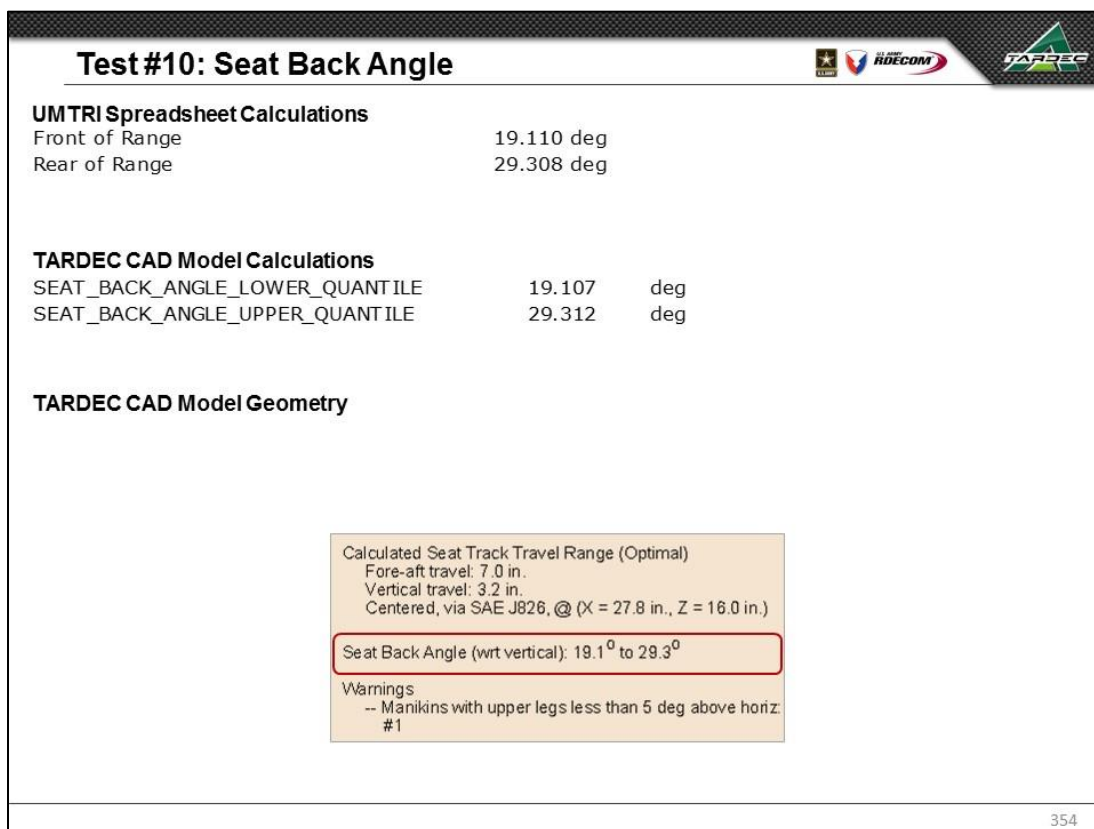 Test #10: Seat Back Angle
U.S. ARMY
U.S. ARMY
RDECOM
TARDEC
UMTRI Spreadsheet Calculations
Front of Range 19.110 deg
Rear of Range 29.308 deg
TARDEC CAD Model Calculations
SEAT_BACK_ANGLE_LOWER_QUANTILE 19.107 deg
SEAT_BACK_ANGLE_UPPER_QUANTILE 29.312 deg
TARDEC CAD Model Geometry
Calculated Seat Track Travel Range (Optimal)
Fore-aft travel: 7.0 in.
Vertical travel: 3.2 in.
Centered, via SAE J826, @ (X = 27.8 in., Z = 16.0 in.)
Seat Back Angle (wrt vertical): 19.1⁰ to 29.3⁰
Warnings
-- Manikins with upper legs less than 5 deg above horiz:
#1
354